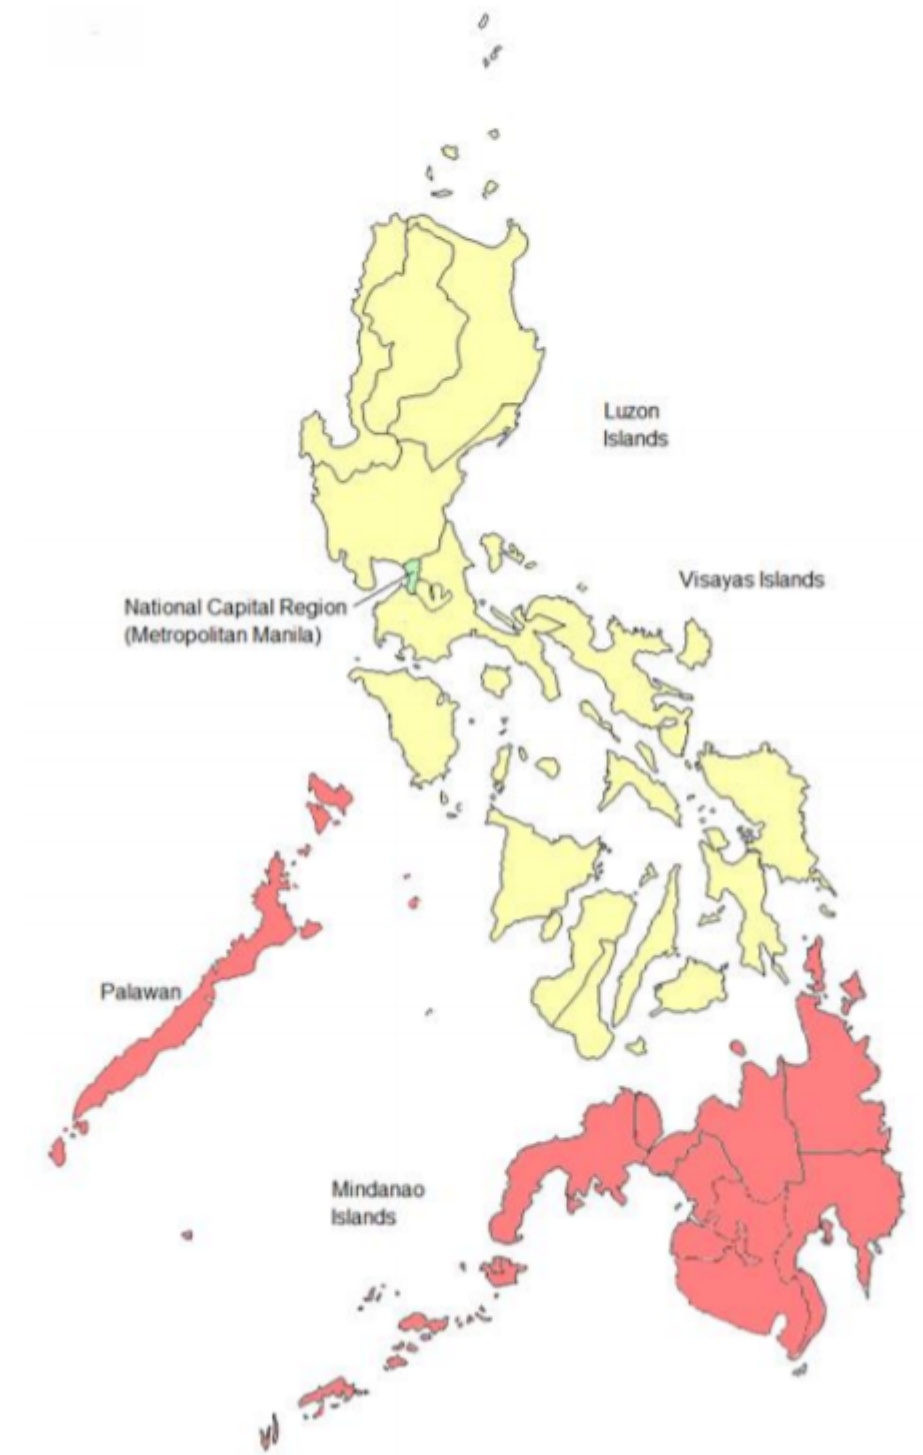 Luzon
Islands
Visayas Islands
National Capital Region
(Metropolitan Manila)
Palawan
Mindanao
Islands